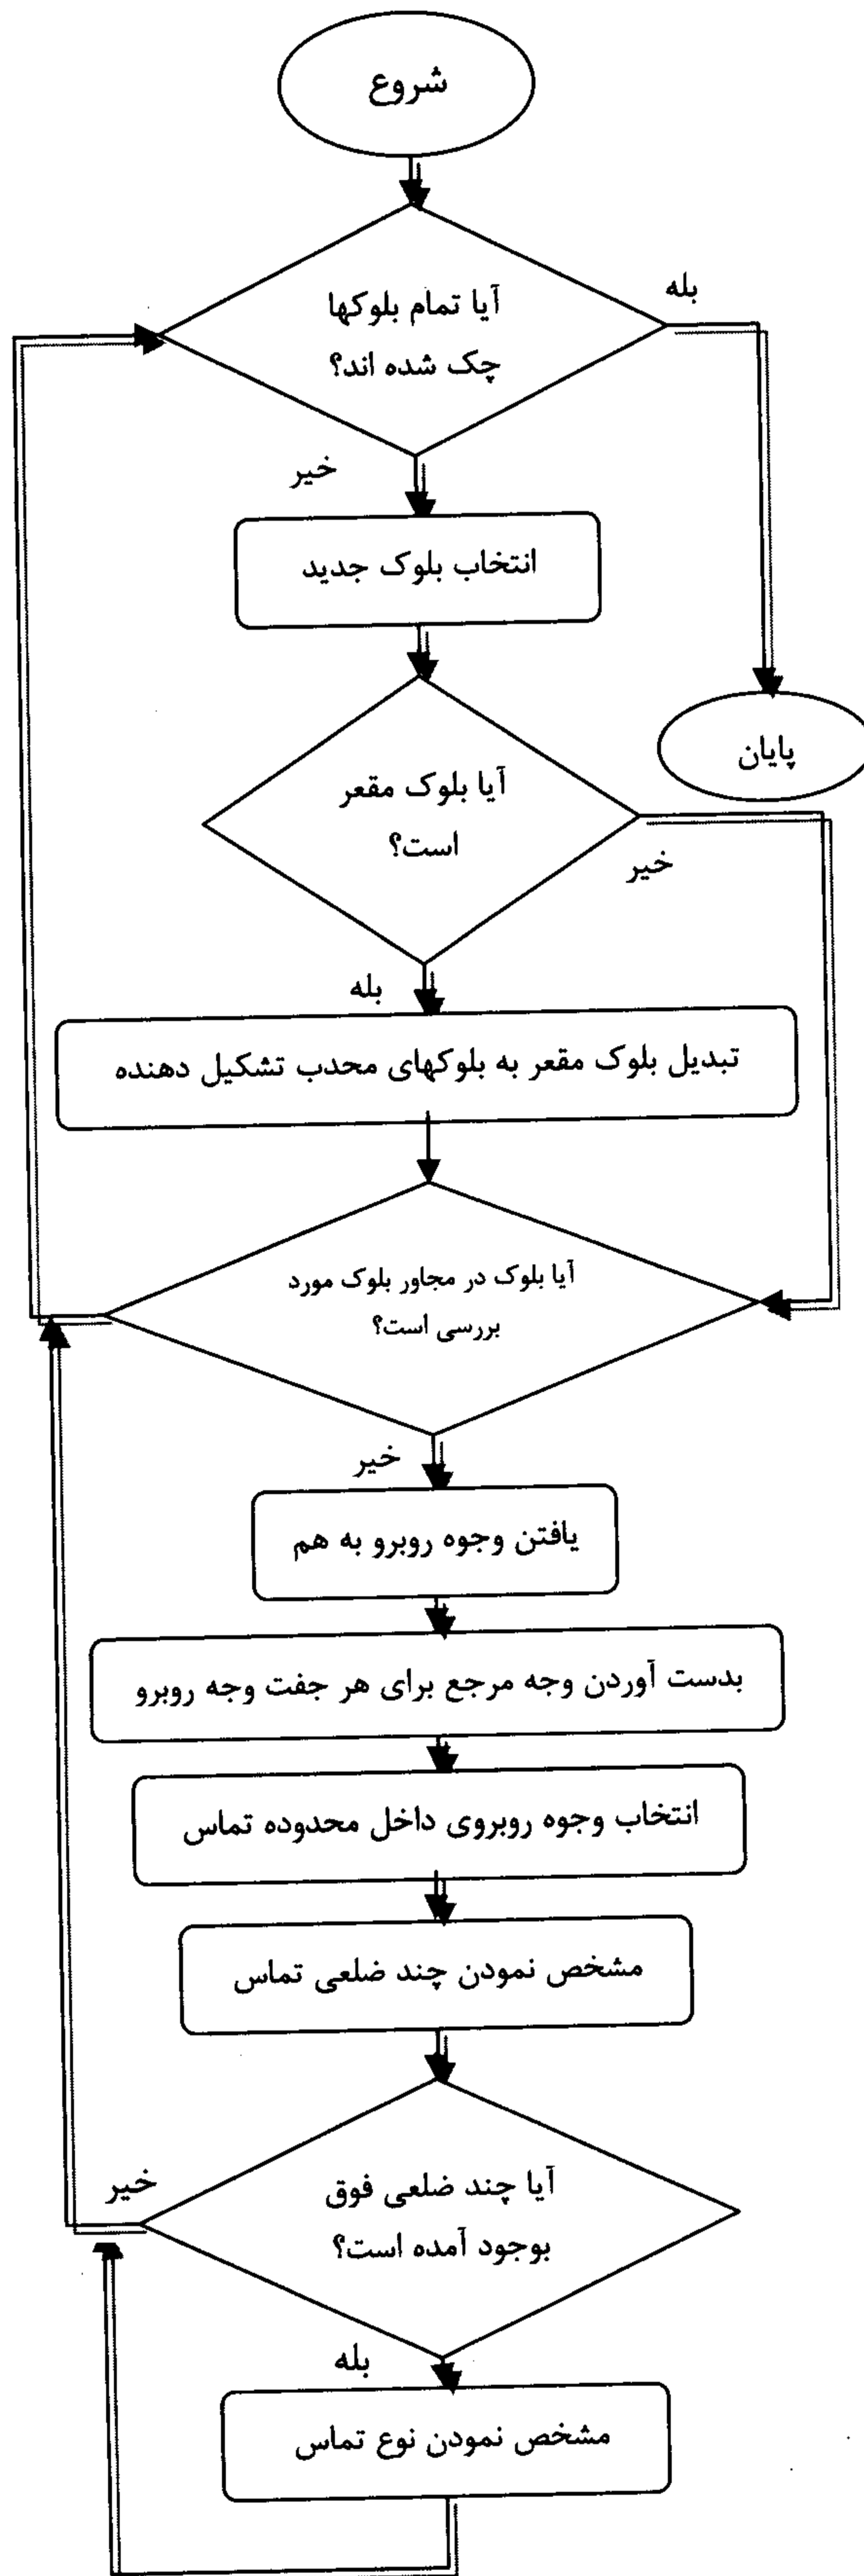 شروع
آیا تمام بلوکها
چک شده اند؟
بله
خیر
انتخاب بلوک جدید
پایان
آیا بلوک مقعر
است؟
خیر
بله
تبدیل بلوک مقعر به بلوکهای محدب تشکیل دهنده
آیا بلوک در مجاور بلوک مورد
بررسی است؟
خیر
یافتن وجوه روبرو به هم
بدست آوردن وجه مرجع برای هر جفت وجه روبرو
انتخاب وجوه روبروی داخل محدوده تماس
مشخص نمودن چند ضلعی تماس
آیا چند ضلعی فوق
بوجود آمده است؟
خیر
بله
مشخص نمودن نوع تماس